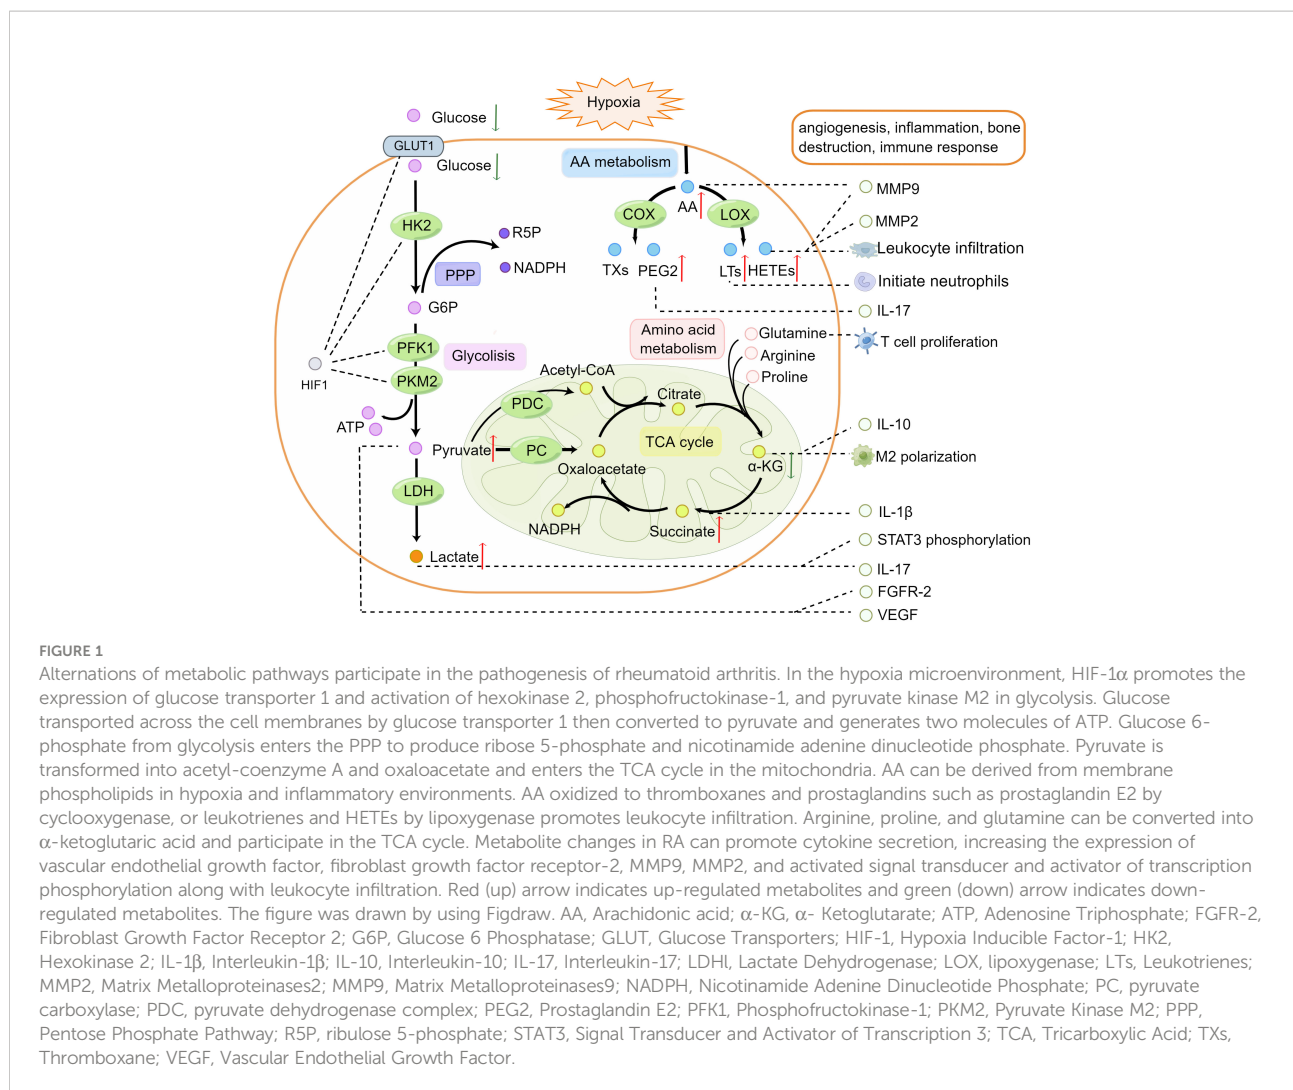 Hypoxia
Glucose
GLUT1
Glucose
angiogenesis, inflammation, bone
destruction, immune response
AA metabolism
AA
COX
LOX
HK2
R5P
NADPH
PPP
TXs
PEG2
LTs
HETEs
MMP9
MMP2
Leukocyte infiltration
Initiate neutrophils
IL-17
T cell proliferation
G6P
PFK1
Glycolisis
PKM2
HIF1
ATP
Amino acid
metabolism
Glutamine
Arginine
Proline
Acetyl-CoA
PDC
Citrate
Pyruvate
PC
TCA cycle
Oxaloacetate
α-KG
IL-10
M2 polarization
LDH
NADPH
Succinate
Lactate
IL-1β
STAT3 phosphorylation
IL-17
FGFR-2
VEGF
FIGURE 1
Alternations of metabolic pathways participate in the pathogenesis of rheumatoid arthritis. In the hypoxia microenvironment, HIF-1α promotes the
expression of glucose transporter 1 and activation of hexokinase 2, phosphofructokinase-1, and pyruvate kinase M2 in glycolysis. Glucose
transported across the cell membranes by glucose transporter 1 then converted to pyruvate and generates two molecules of ATP. Glucose 6-
phosphate from glycolysis enters the PPP to produce ribose 5-phosphate and nicotinamide adenine dinucleotide phosphate. Pyruvate is
transformed into acetyl-coenzyme A and oxaloacetate and enters the TCA cycle in the mitochondria. AA can be derived from membrane
phospholipids in hypoxia and inflammatory environments. AA oxidized to thromboxanes and prostaglandins such as prostaglandin E2 by
cyclooxygenase, or leukotrienes and HETEs by lipoxygenase promotes leukocyte infiltration. Arginine, proline, and glutamine can be converted into
α-ketoglutaric acid and participate in the TCA cycle. Metabolite changes in RA can promote cytokine secretion, increasing the expression of
vascular endothelial growth factor, fibroblast growth factor receptor-2, MMP9, MMP2, and activated signal transducer and activator of transcription
phosphorylation along with leukocyte infiltration. Red (up) arrow indicates up-regulated metabolites and green (down) arrow indicates down-
regulated metabolites. The figure was drawn by using Figdraw. AA, Arachidonic acid; α-KG, α- Ketoglutarate; ATP, Adenosine Triphosphate; FGFR-2,
Fibroblast Growth Factor Receptor 2; G6P, Glucose 6 Phosphatase; GLUT, Glucose Transporters; HIF-1, Hypoxia Inducible Factor-1; HK2,
Hexokinase 2; IL-1β, Interleukin-1β; IL-10, Interleukin-10; IL-17, Interleukin-17; LDHl, Lactate Dehydrogenase; LOX, lipoxygenase; LTs, Leukotrienes;
MMP2, Matrix Metalloproteinases2; MMP9, Matrix Metalloproteinases9; NADPH, Nicotinamide Adenine Dinucleotide Phosphate; PC, pyruvate
carboxylase; PDC, pyruvate dehydrogenase complex; PEG2, Prostaglandin E2; PFK1, Phosphofructokinase-1; PKM2, Pyruvate Kinase M2; PPP,
Pentose Phosphate Pathway; R5P, ribulose 5-phosphate; STAT3, Signal Transducer and Activator of Transcription 3; TCA, Tricarboxylic Acid; TXs,
Thromboxane; VEGF, Vascular Endothelial Growth Factor.